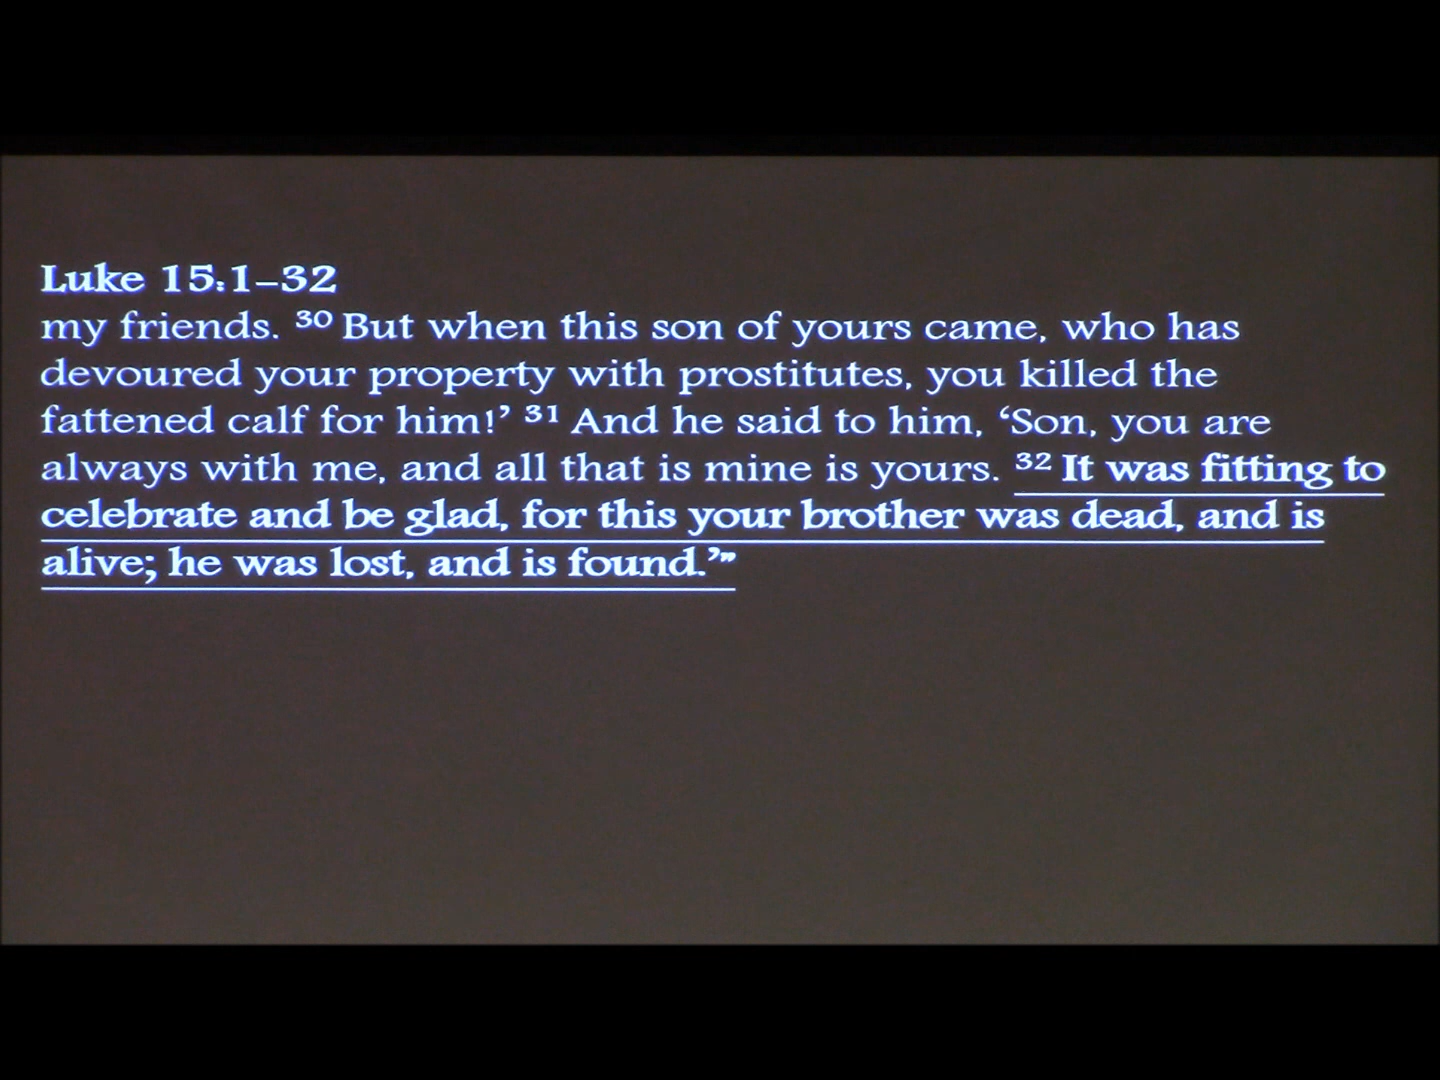 Luke 15:1–32
my friends. ³⁰ But when this son of yours came, who has
devoured your property with prostitutes, you killed the
fattened calf for him!’ ³¹ And he said to him, ‘Son, you are
always with me, and all that is mine is yours. ³² It was fitting to
celebrate and be glad, for this your brother was dead, and is
alive; he was lost, and is found.’”